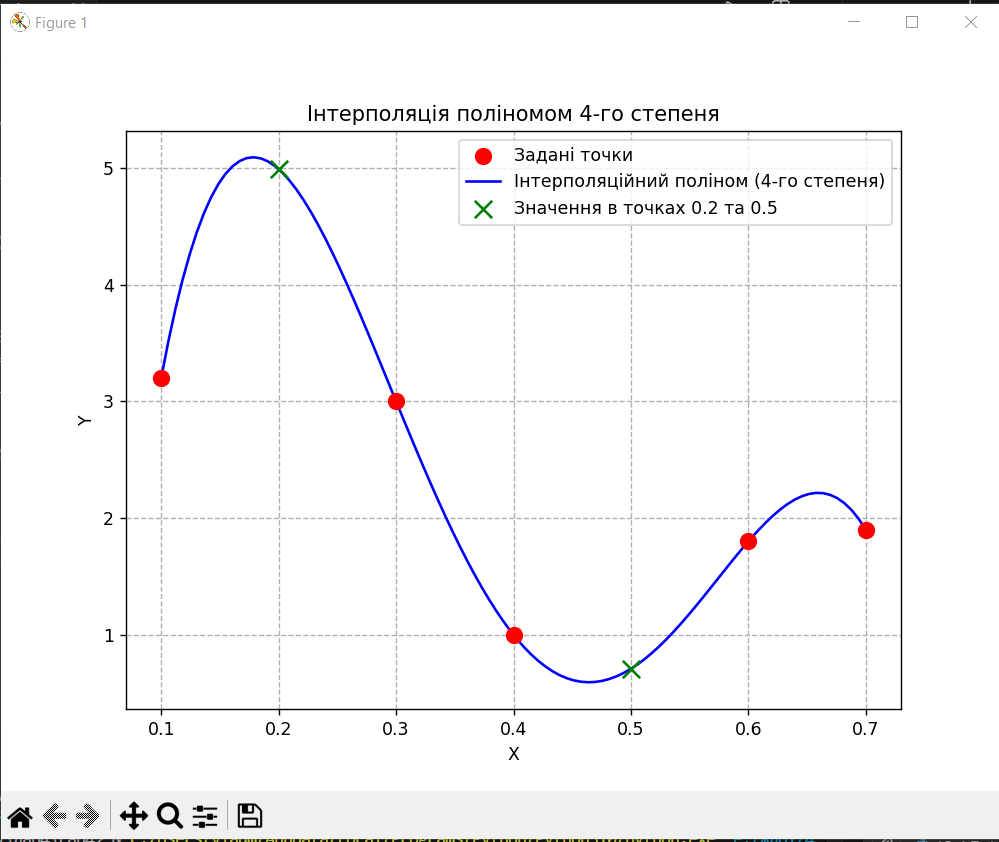 Figure 1
Інтерполяція поліномом 4-го степеня
Задані точки
Інтерполяційний поліном (4-го степеня)
Значення в точках 0.2 та 0.5
5
4
3
2
1
Y
0.1 0.2 0.3 0.4 0.5 0.6 0.7
X